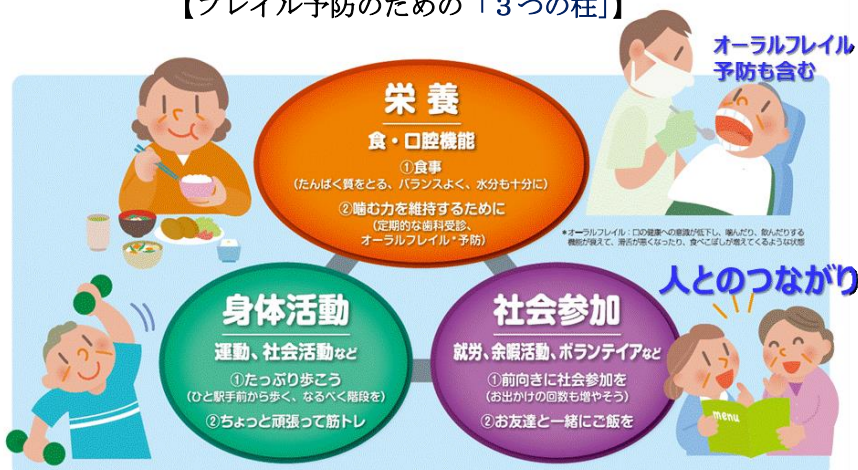 【フレイル予防のための「３つの柱」】
オーラルフレイル
予防も含む
栄養
食・口腔機能
①食事
(たんぱく質をとる、バランスよく、水分も十分に)
②噛む力を維持するために
(定期的な歯科受診、
オーラルフレイル*予防)
*オーラルフレイル：口の健康への意識が低下し、噛んだり、飲んだりする
機能が衰えて、滑舌が悪くなったり、食べこぼしが増えてくるような状態
人とのつながり
身体活動
運動、社会活動など
①たっぷり歩こう
(ひと駅手前から歩く、なるべく階段を)
②ちょっと頑張って筋トレ
社会参加
就労、余暇活動、ボランテイアなど
①前向きに社会参加を
(お出かけの回数も増やそう)
②お友達と一緒にご飯を
menu